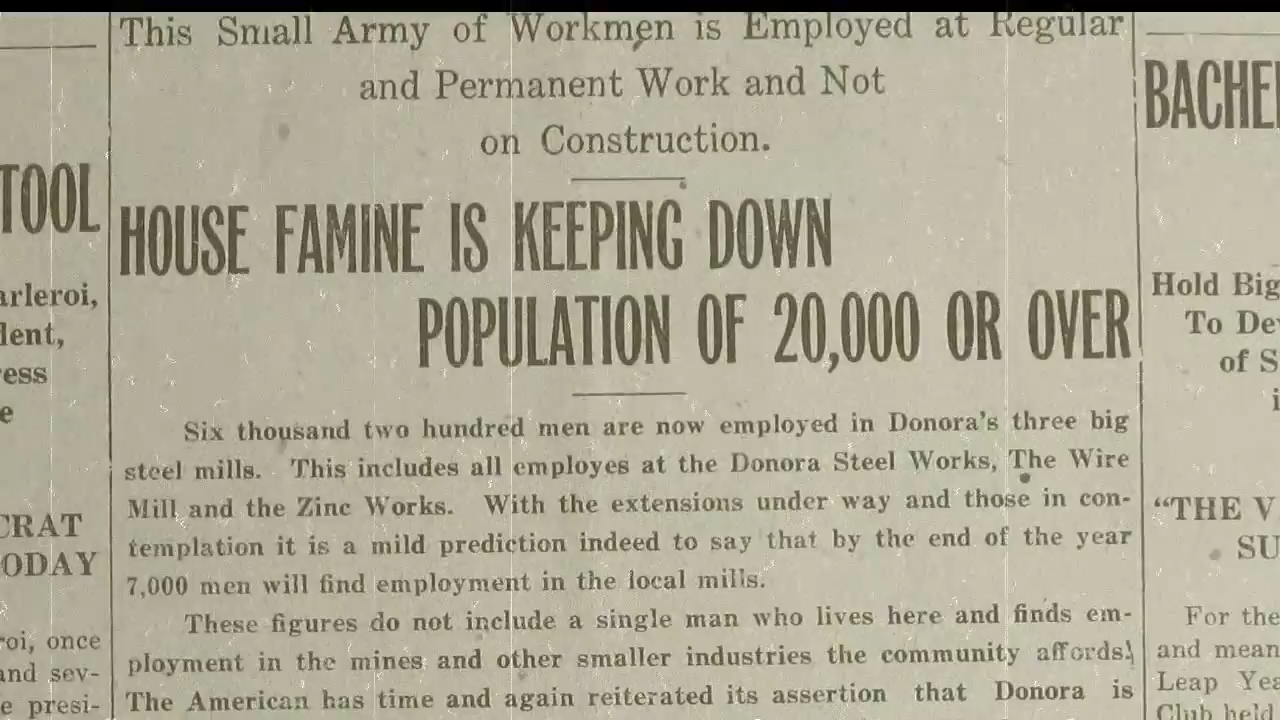 This Small Army of Workmen is Employed at Regular
and Permanent Work and Not
on Construction.
HOUSE FAMINE IS KEEPING DOWN
POPULATION OF 20,000 OR OVER
Six thousand two hundred men are now employed in Donora's three big
steel mills. This includes all employes at the Donora Steel Works, The Wire
Mill and the Zinc Works. With the extensions under way and those in con-
templation it is a mild prediction indeed to say that by the end of the year
7,000 men will find employment in the local mills.
These figures do not include a single man who lives here and finds em-
ployment in the mines and other smaller industries the community affords.
The American has time and again reiterated its assertion that Donora is
TOOL
arleroi,
dent,
ess
e
CRAT
ODAY
roi, once
and sev-
e presi-
BACHE
Hold Big
To De
of S
i
"THE V
SU
For the
and mean
Leap Yea
Club held